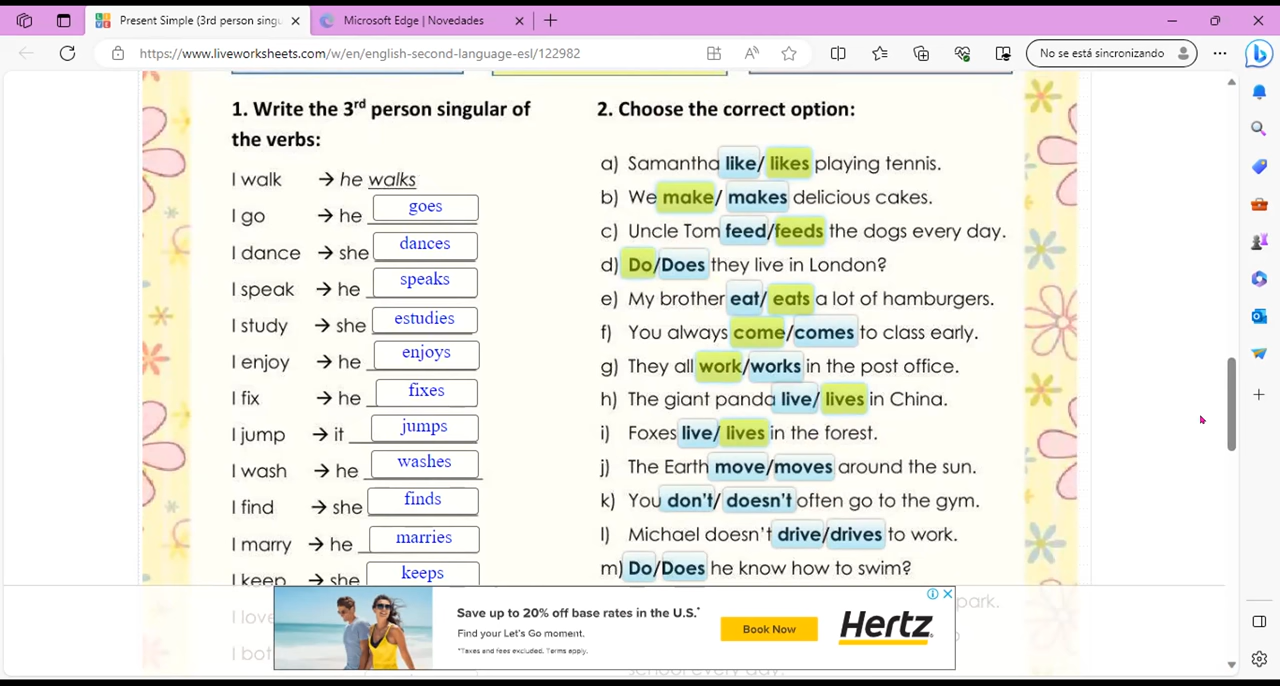 Present Simple (3rd person singu
Microsoft Edge | Novedades
https://www.liveworksheets.com/w/en/english-second-language-esl/122982
No se está sincronizando
1. Write the 3rd person singular of
the verbs:
I walk → he walks
I go → he goes
I dance → she dances
I speak → he speaks
I study → she estudies
I enjoy → he enjoys
I fix → he fixes
I jump → it jumps
I wash → he washes
I find → she finds
I marry → he marries
I keep → she keeps
I love
I bot
2. Choose the correct option:
a) Samantha like/ likes playing tennis.
b) We make/ makes delicious cakes.
c) Uncle Tom feed/feeds the dogs every day.
d) Do/Does they live in London?
e) My brother eat/ eats a lot of hamburgers.
f) You always come/comes to class early.
g) They all work/works in the post office.
h) The giant panda live/ lives in China.
i) Foxes live/ lives in the forest.
j) The Earth move/moves around the sun.
k) You don't/ doesn't often go to the gym.
l) Michael doesn't drive/drives to work.
m) Do/Does he know how to swim?
park.
school every day.
Save up to 20% off base rates in the U.S.*
Find your Let's Go moment.
*Taxes and fees excluded. Terms apply.
Book Now
Hertz